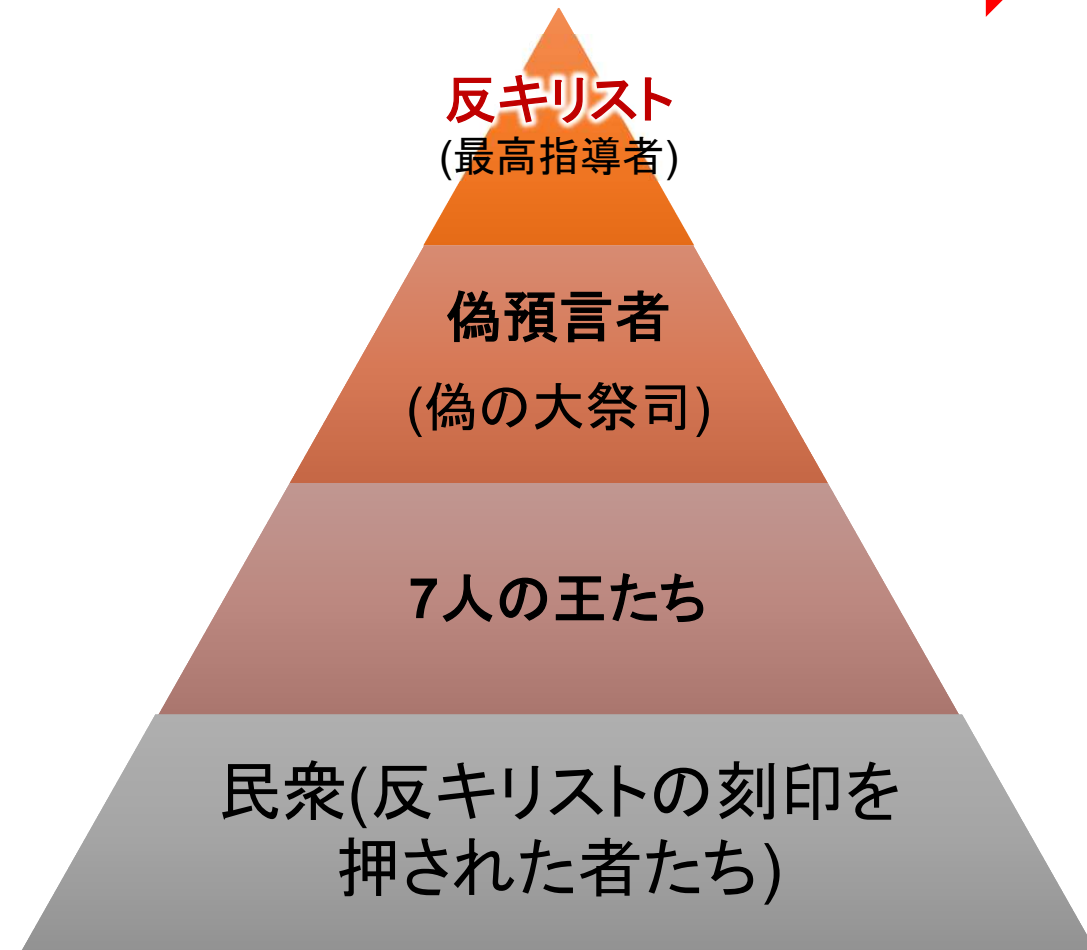 反キリスト
(最高指導者)
偽預言者
(偽の大祭司)
7人の王たち
民衆(反キリストの刻印を
押された者たち)